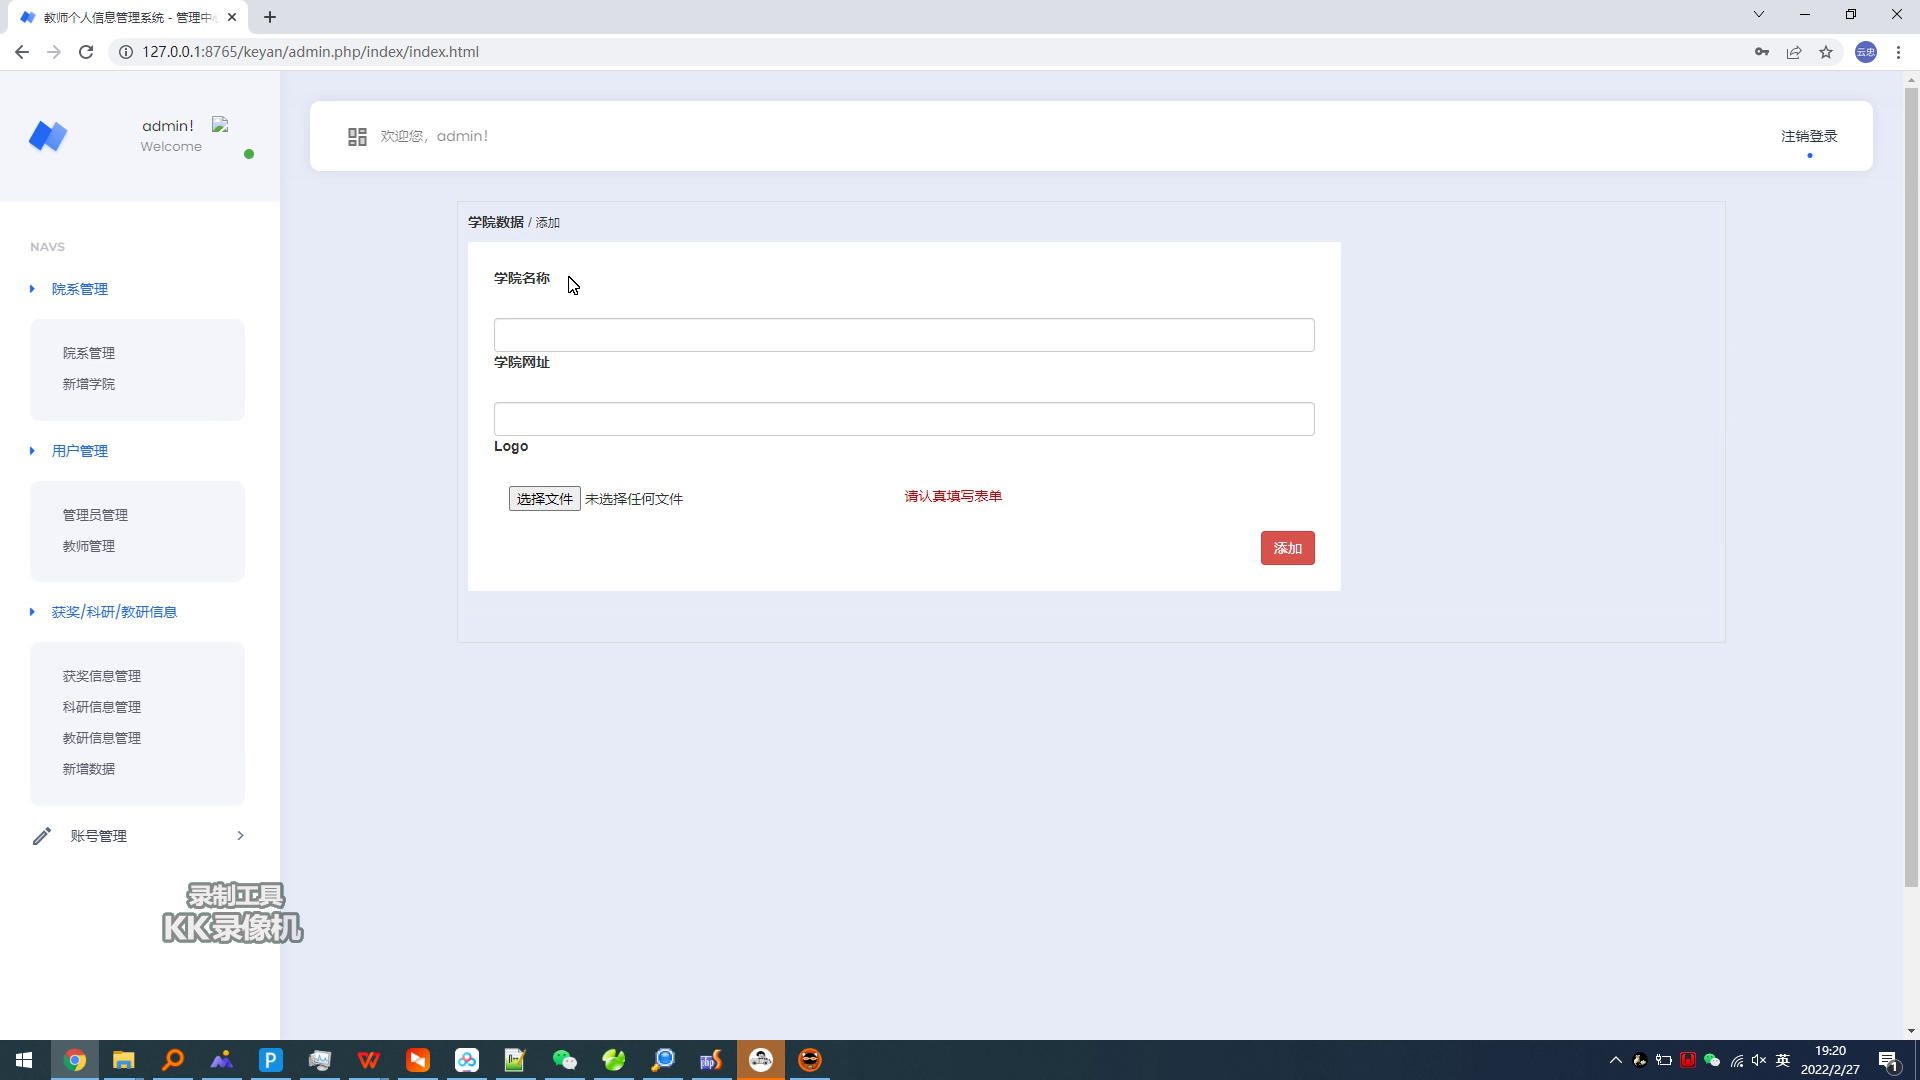 教师个人信息管理系统 - 管理中
127.0.0.1:8765/keyan/admin.php/index/index.html
云忠
admin!
Welcome
欢迎您，admin!
注销登录
NAVS
院系管理
院系管理
新增学院
用户管理
管理员管理
教师管理
获奖/科研/教研信息
获奖信息管理
科研信息管理
教研信息管理
新增数据
账号管理
学院数据 / 添加
学院名称
学院网址
Logo
选择文件 未选择任何文件
请认真填写表单
添加
录制工具
KK录像机
英
19:20
2022/2/27
1